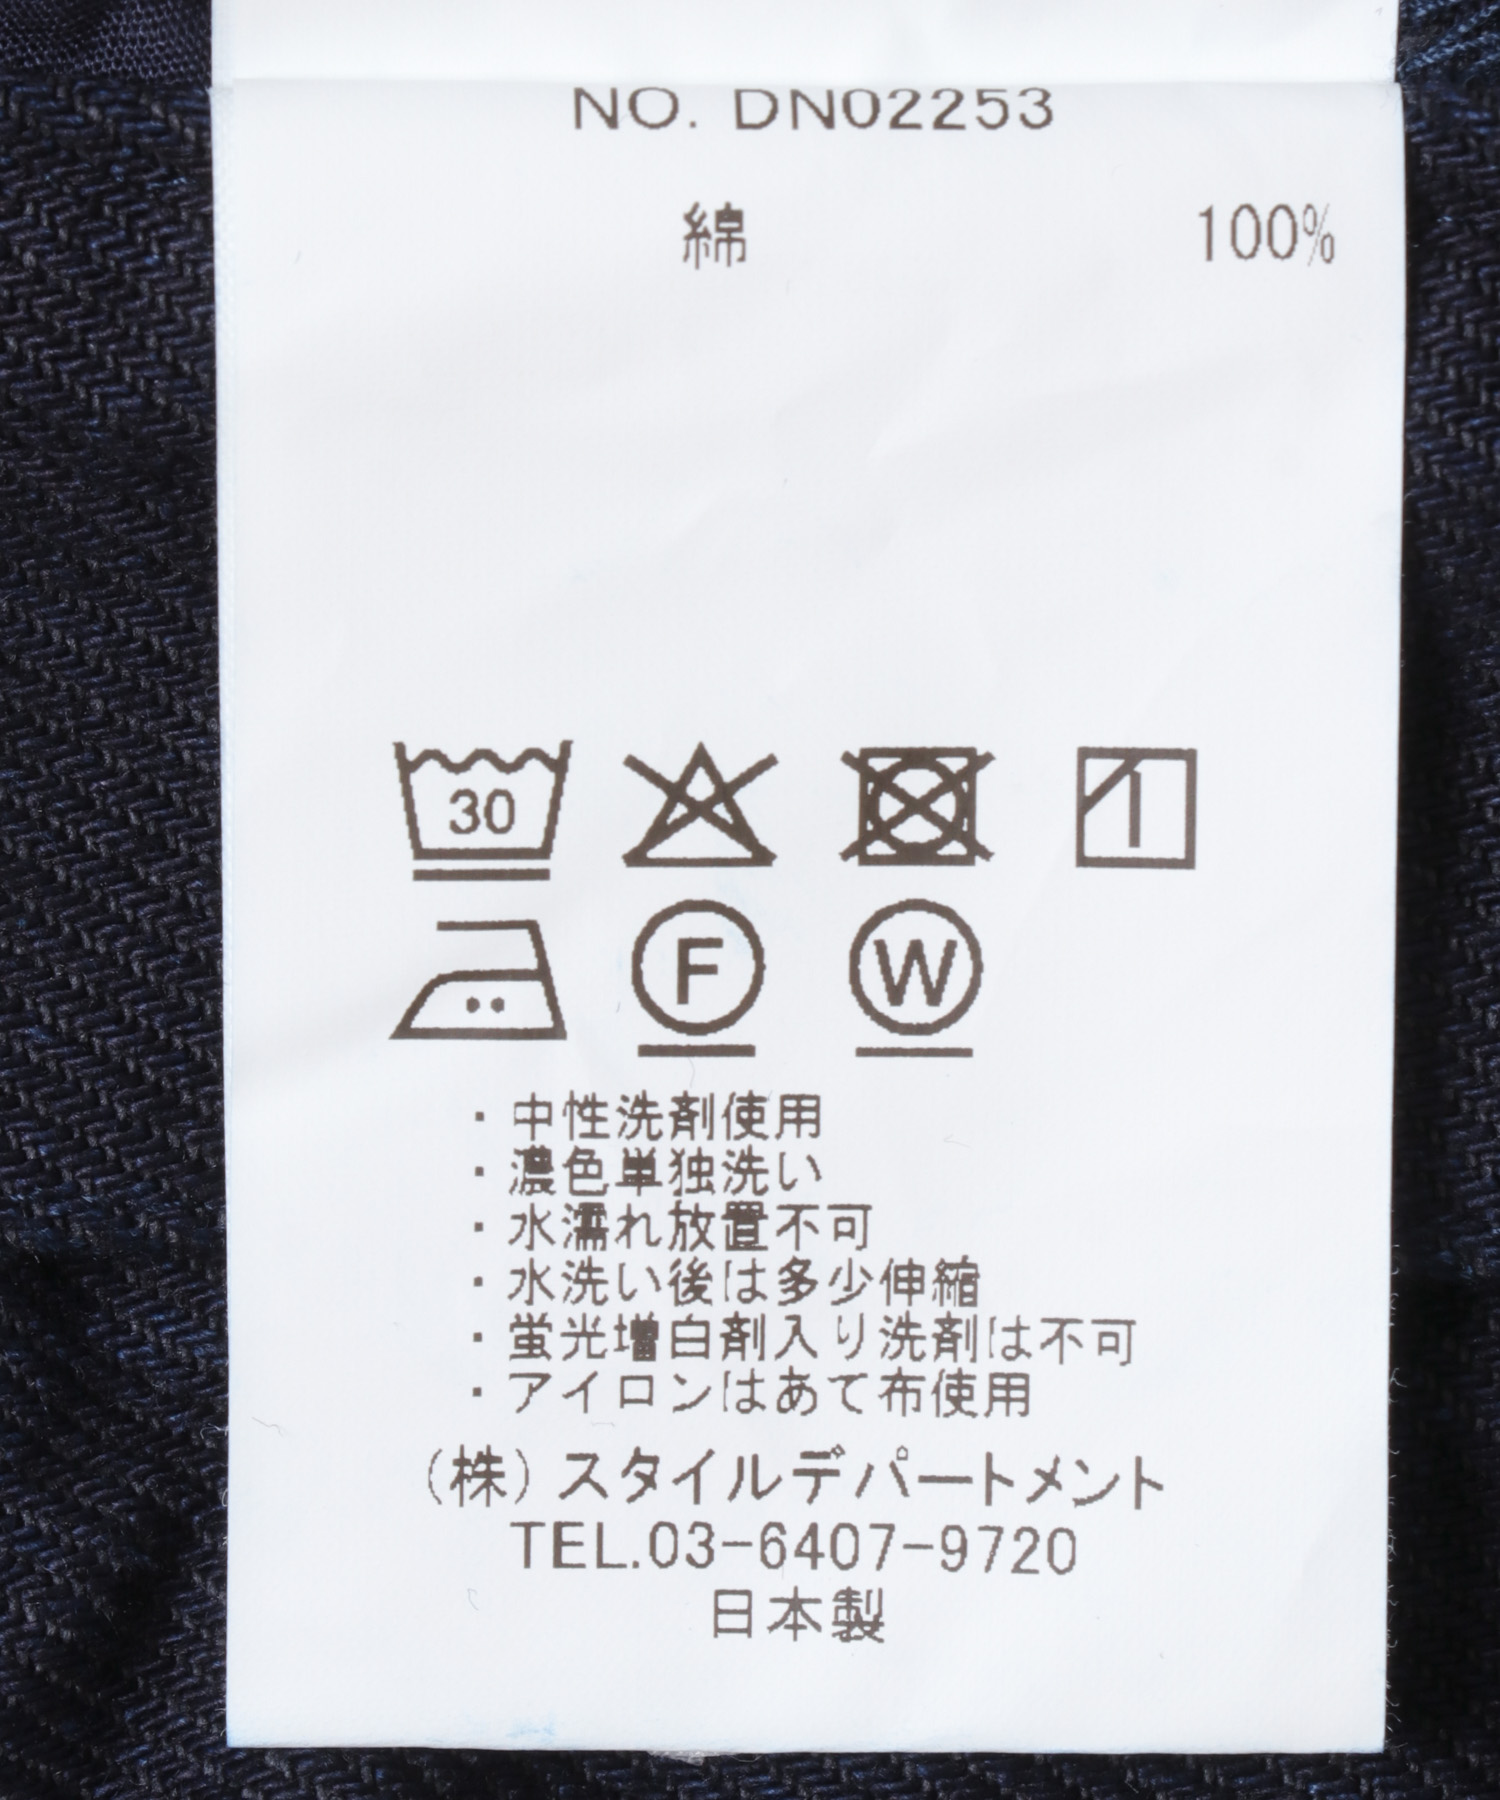 NO. DN02253
綿 100%
30
F W
・中性洗剤使用
・濃色単独洗い
・水濡れ放置不可
・水洗い後は多少伸縮
・蛍光増白剤入り洗剤は不可
・アイロンはあて布使用
(株)スタイルデパートメント
TEL.03-6407-9720
日本製